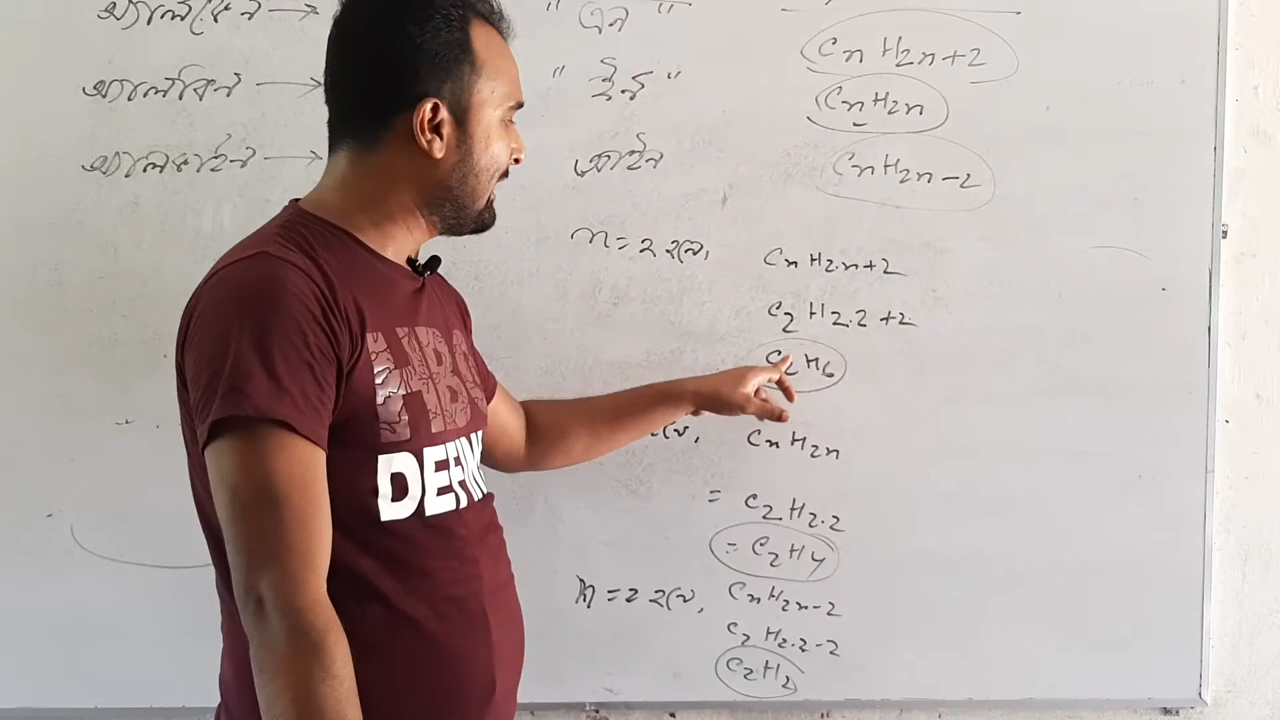 অ্যালকেন → "এন" CnH2n+2
অ্যালকিন → "ইন" CnH2n
অ্যালকাইন → আইন CnH2n-2
n=2 হলে, CnH2.n+2
C2H2.2+2
C2H6
লে, CnH2n
= C2H2.2
= C2H4
n=2 হলে, CnH2n-2
C2H2.2-2
C2H2
DEFIN